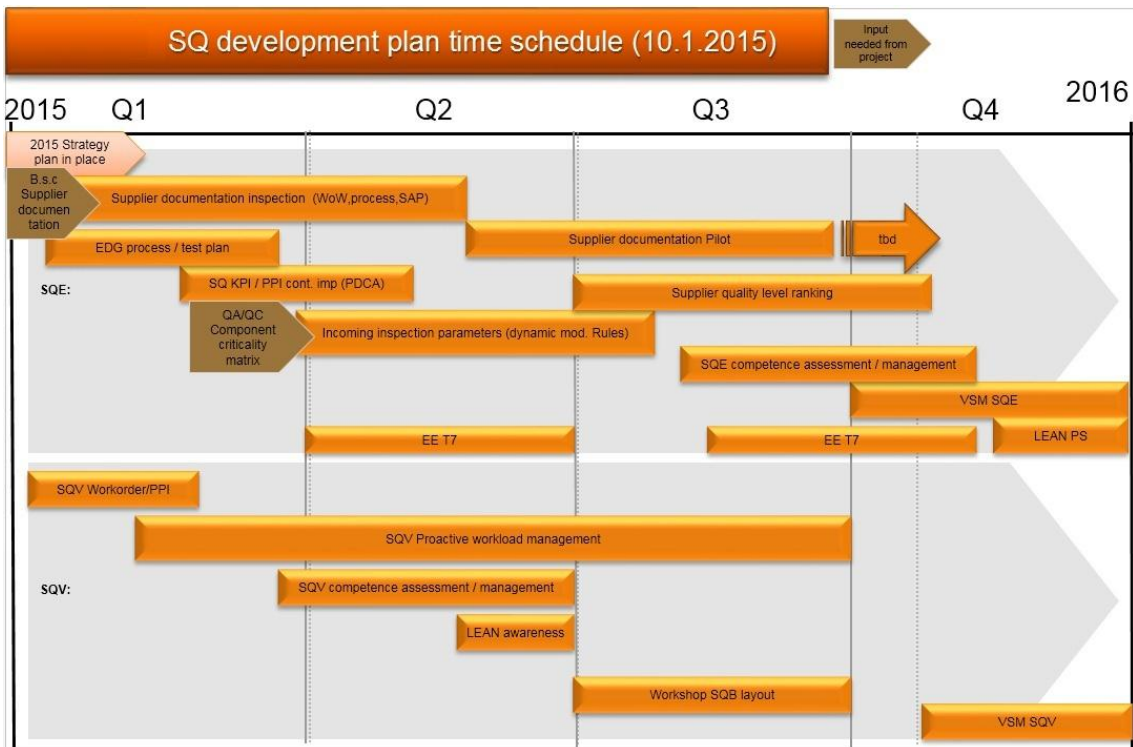 SQ development plan time schedule (10.1.2015)
Input
needed from
project
2015
Q1
Q2
Q3
Q4
2016
2015 Strategy
plan in place
B.s.c
Supplier
documen
tation
Supplier documentation inspection (WoW,process,SAP)
EDG process / test plan
Supplier documentation Pilot
tbd
SQ KPI / PPI cont. imp (PDCA)
SQE:
Supplier quality level ranking
QA/QC
Component
criticality
matrix
Incoming inspection parameters (dynamic mod. Rules)
SQE competence assessment / management
VSM SQE
EE T7
EE T7
LEAN PS
SQV Workorder/PPI
SQV Proactive workload management
SQV:
SQV competence assessment / management
LEAN awareness
Workshop SQB layout
VSM SQV